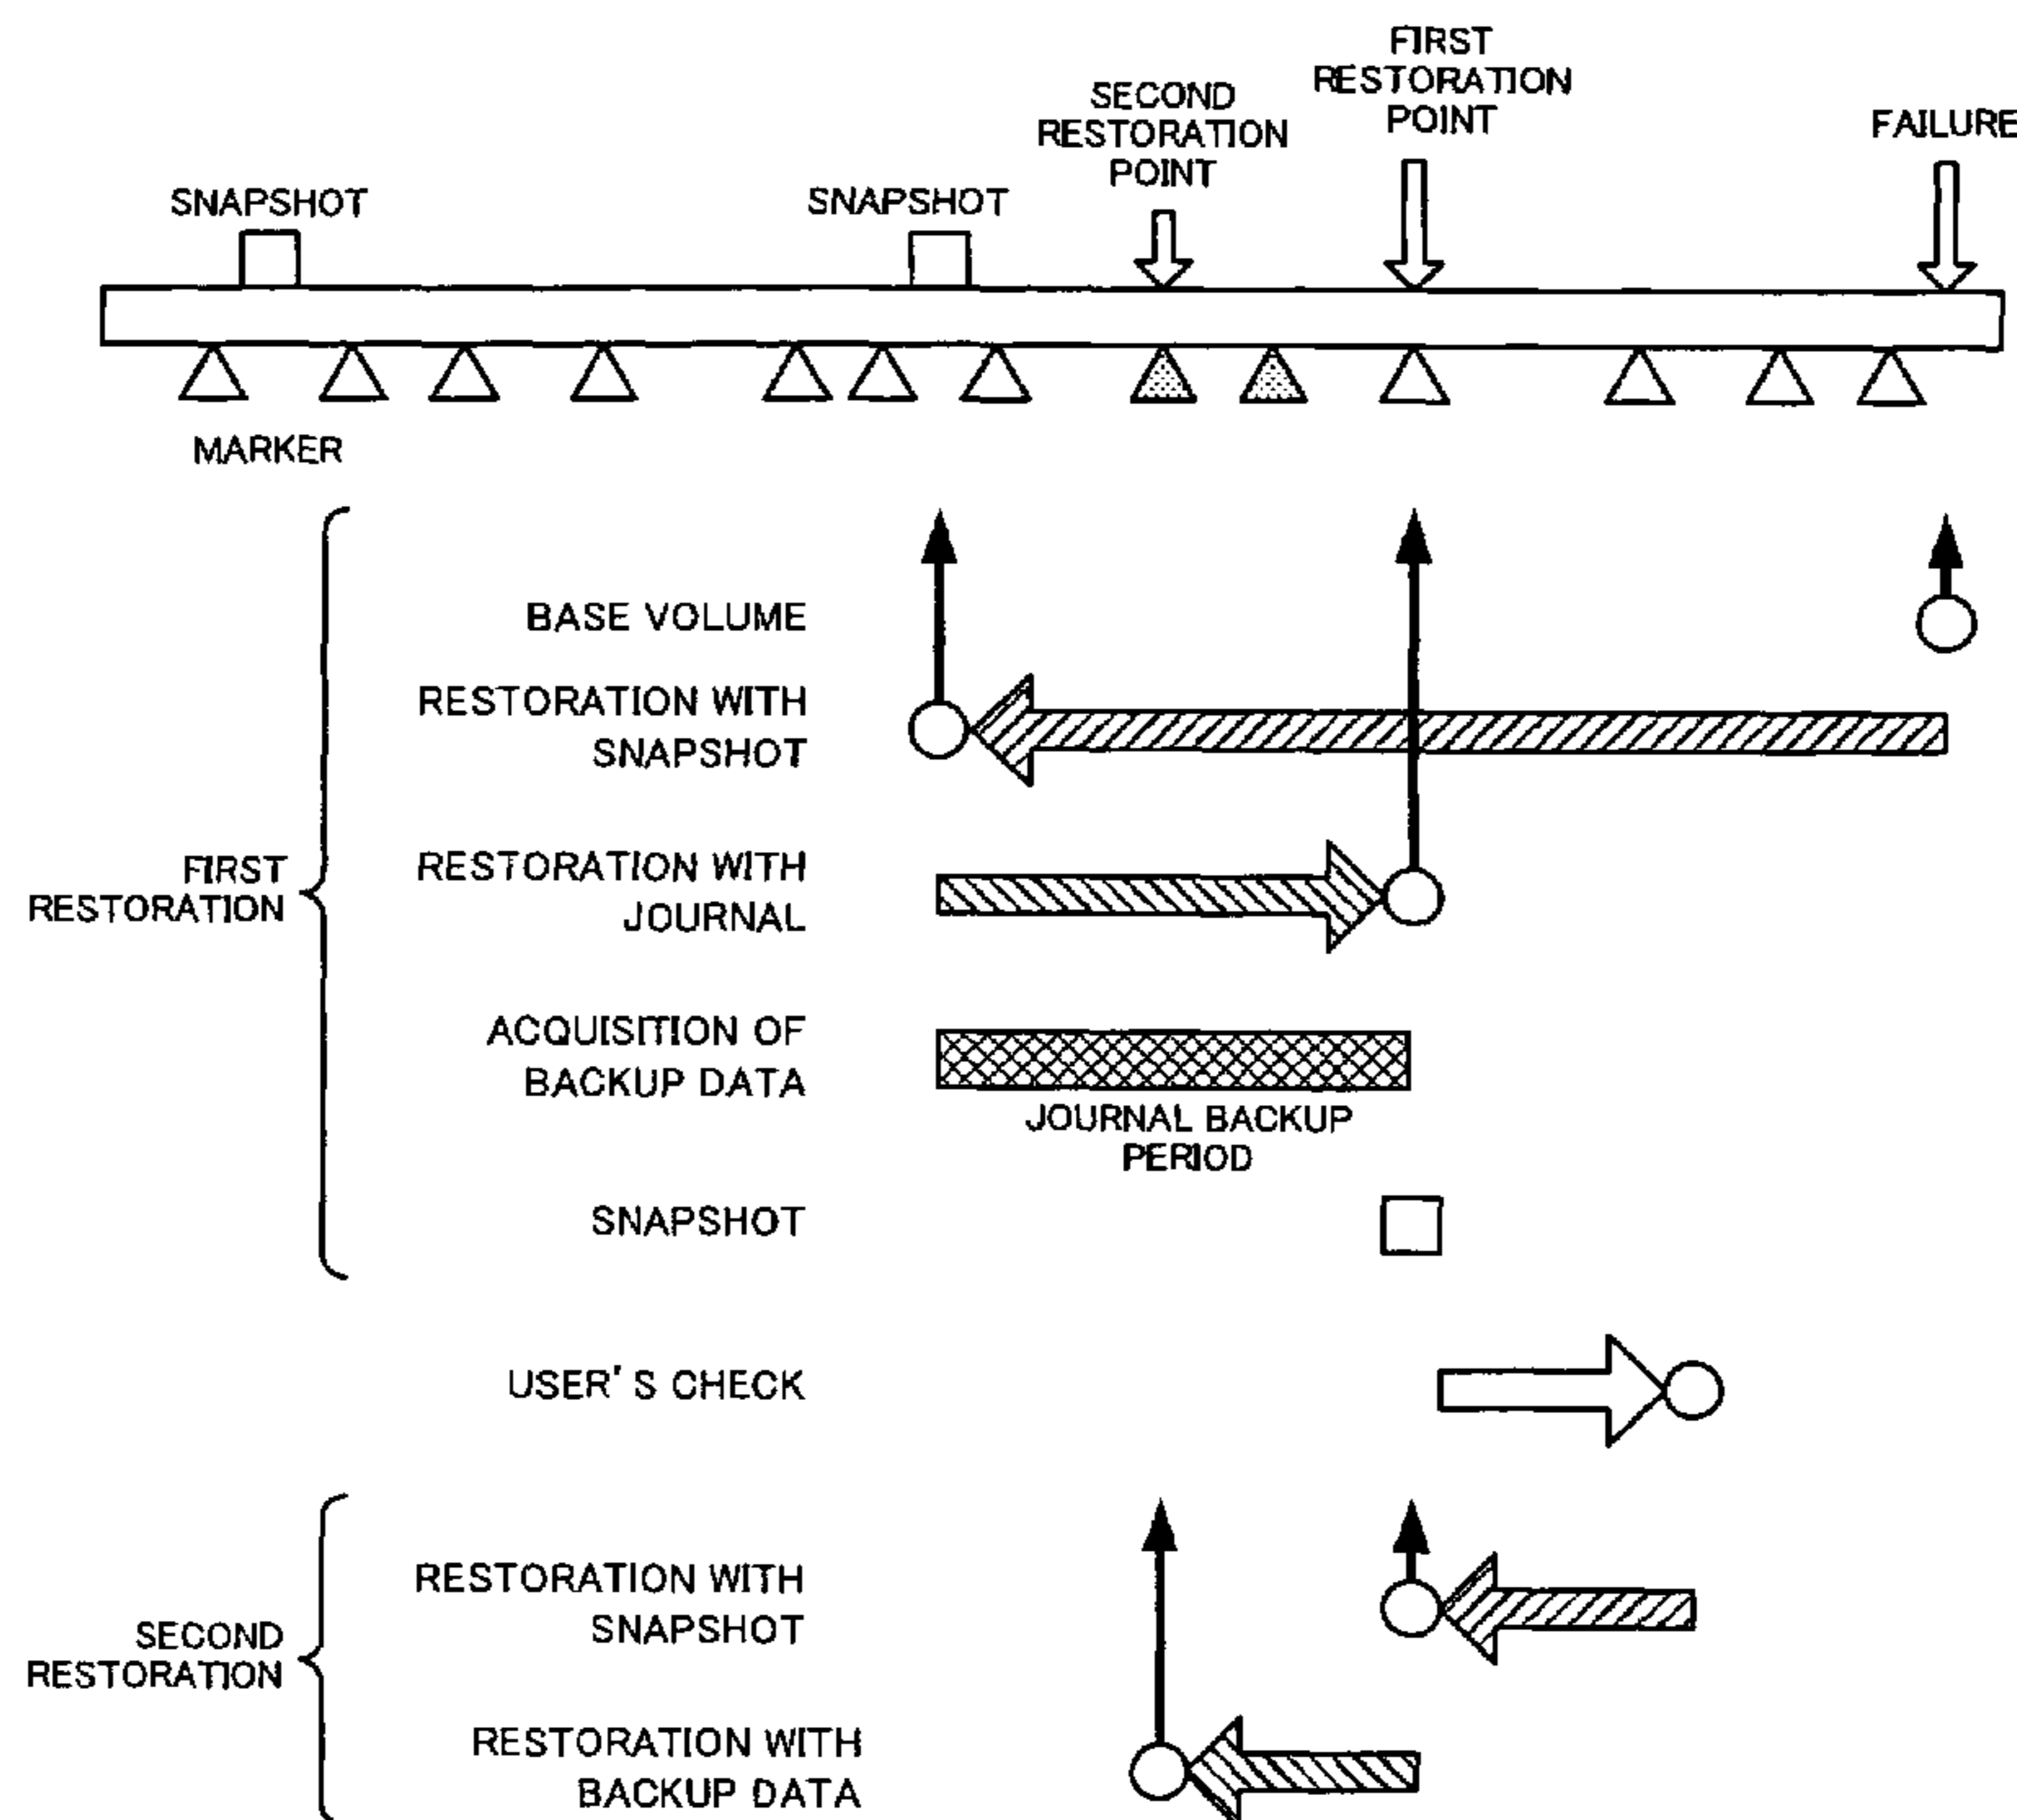 FIRST
RESTORATION
POINT
SECOND
RESTORATION
POINT
FAILURE
SNAPSHOT
SNAPSHOT
MARKER
BASE VOLUME
RESTORATION WITH
SNAPSHOT
FIRST
RESTORATION
RESTORATION WITH
JOURNAL
ACQUISITION OF
BACKUP DATA
JOURNAL BACKUP
PERIOD
SNAPSHOT
USER'S CHECK
RESTORATION WITH
SNAPSHOT
SECOND
RESTORATION
RESTORATION WITH
BACKUP DATA